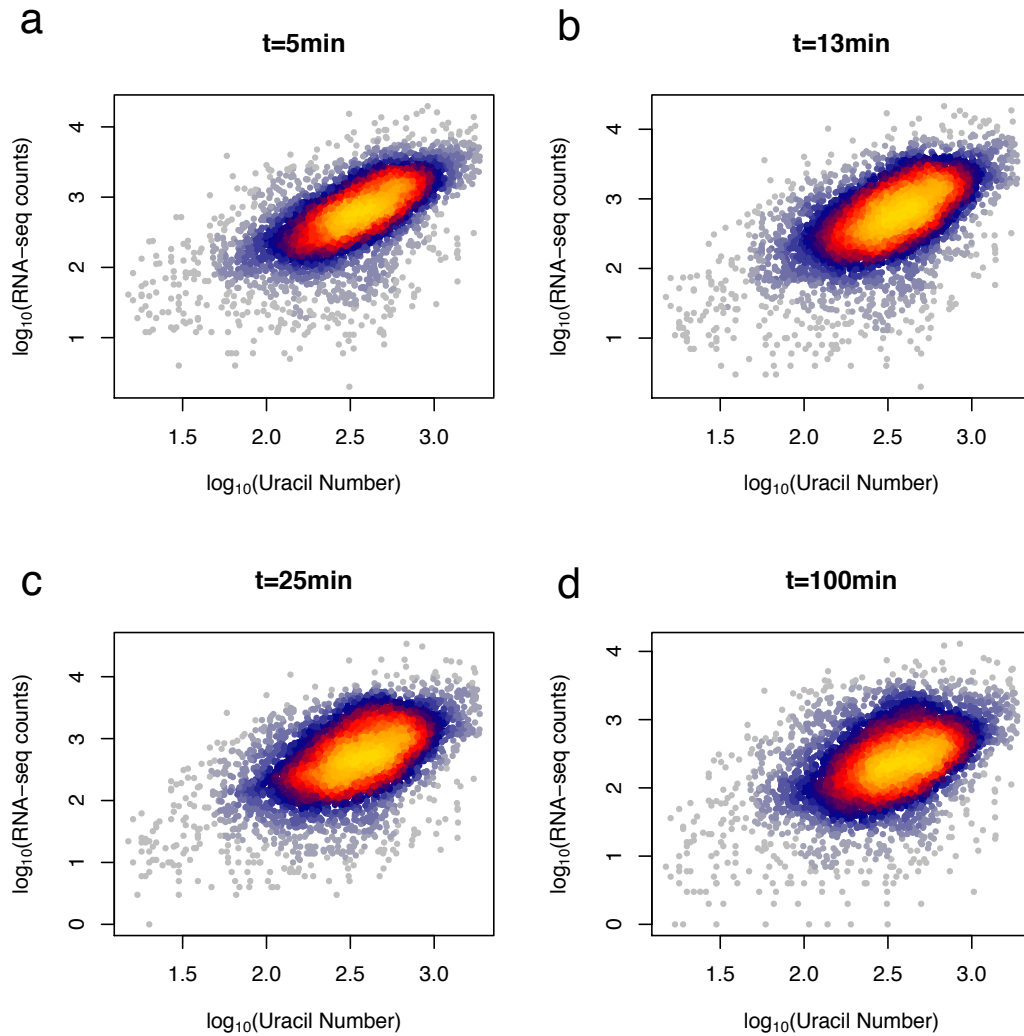 a
t=5min
log₁₀(RNA−seq counts)
4
3
2
1
1.5 2.0 2.5 3.0
log₁₀(Uracil Number)
b
t=13min
log₁₀(RNA−seq counts)
4
3
2
1
1.5 2.0 2.5 3.0
log₁₀(Uracil Number)
c
t=25min
log₁₀(RNA−seq counts)
4
3
2
1
0
1.5 2.0 2.5 3.0
log₁₀(Uracil Number)
d
t=100min
log₁₀(RNA−seq counts)
4
3
2
1
0
1.5 2.0 2.5 3.0
log₁₀(Uracil Number)